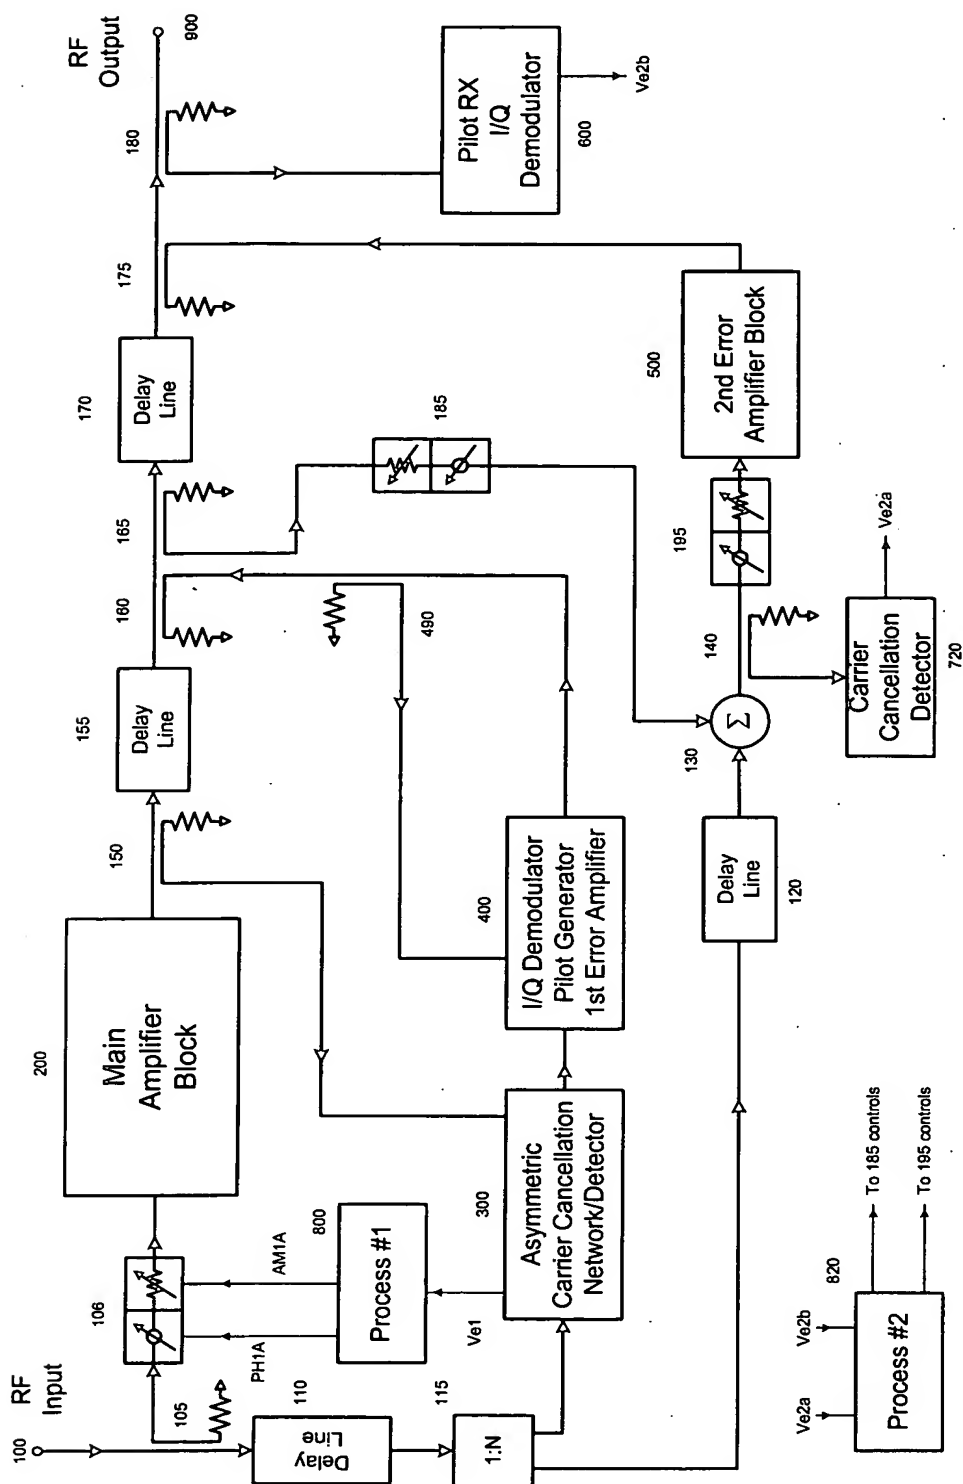 RF
Input
100
105
106
PH1A
AM1A
Process #1
800
Ve1
110
Delay
Line
115
1:N
200
Main
Amplifier
Block
150
155
Delay
Line
160
165
170
Delay
Line
175
180
RF
Output
900
Pilot RX
I/Q
Demodulator
600
Ve2b
185
490
300
Asymmetric
Carrier Cancellation
Network/Detector
400
I/Q Demodulator
Pilot Generator
1st Error Amplifier
500
2nd Error
Amplifier Block
195
140
130
Σ
Delay
Line
120
Carrier
Cancellation
Detector
720
Ve2a
820
Ve2a
Ve2b
Process #2
To 185 controls
To 195 controls